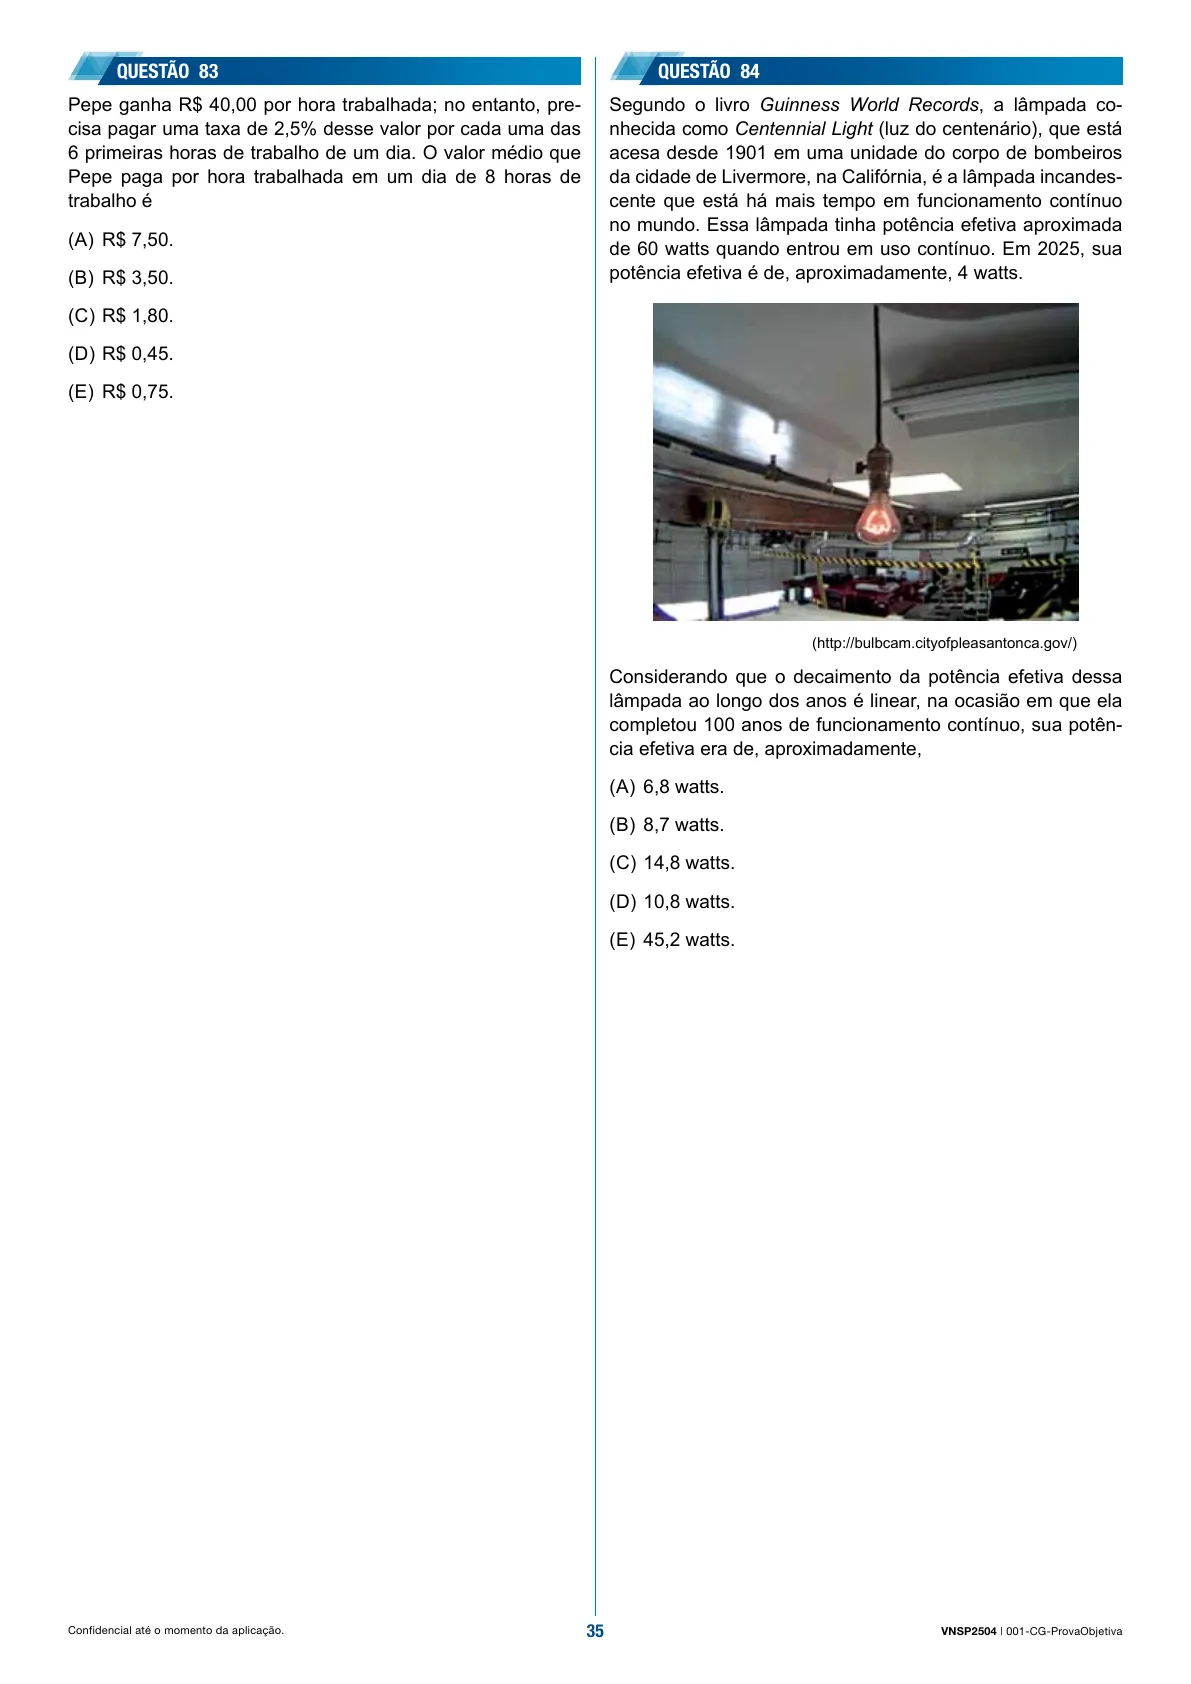 QUESTÃO 83
Pepe ganha R$ 40,00 por hora trabalhada; no entanto, pre-
cisa pagar uma taxa de 2,5% desse valor por cada uma das
6 primeiras horas de trabalho de um dia. O valor médio que
Pepe paga por hora trabalhada em um dia de 8 horas de
trabalho é
(A) R$ 7,50.
(B) R$ 3,50.
(C) R$ 1,80.
(D) R$ 0,45.
(E) R$ 0,75.
QUESTÃO 84
Segundo o livro Guinness World Records, a lâmpada co-
nhecida como Centennial Light (luz do centenário), que está
acesa desde 1901 em uma unidade do corpo de bombeiros
da cidade de Livermore, na Califórnia, é a lâmpada incandes-
cente que está há mais tempo em funcionamento contínuo
no mundo. Essa lâmpada tinha potência efetiva aproximada
de 60 watts quando entrou em uso contínuo. Em 2025, sua
potência efetiva é de, aproximadamente, 4 watts.
(http://bulbcam.cityofpleasantonca.gov/)
Considerando que o decaimento da potência efetiva dessa
lâmpada ao longo dos anos é linear, na ocasião em que ela
completou 100 anos de funcionamento contínuo, sua potên-
cia efetiva era de, aproximadamente,
(A) 6,8 watts.
(B) 8,7 watts.
(C) 14,8 watts.
(D) 10,8 watts.
(E) 45,2 watts.
Confidencial até o momento da aplicação.
35
VNSP2504 | 001-CG-ProvaObjetiva